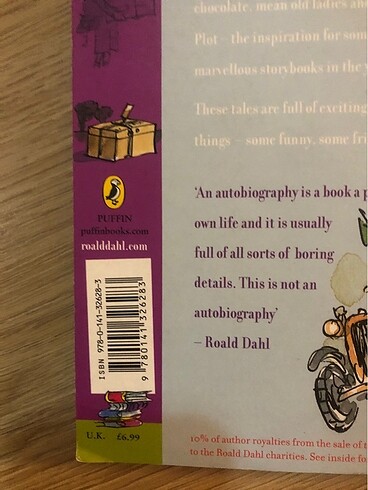 chocolate, mean old ladies and
Plot – the inspiration for som
marvellous storybooks in the
These tales are full of exciting
things – some funny, some fri
'An autobiography is a book a p
own life and it is usually
full of all sorts of boring
details. This is not an
autobiography'
– Roald Dahl
PUFFIN
puffinbooks.com
roalddahl.com
ISBN 978-0-141-32628-3
9 780141 326283
U.K. £6.99
10% of author royalties from the sale of
to the Roald Dahl charities. See inside fo